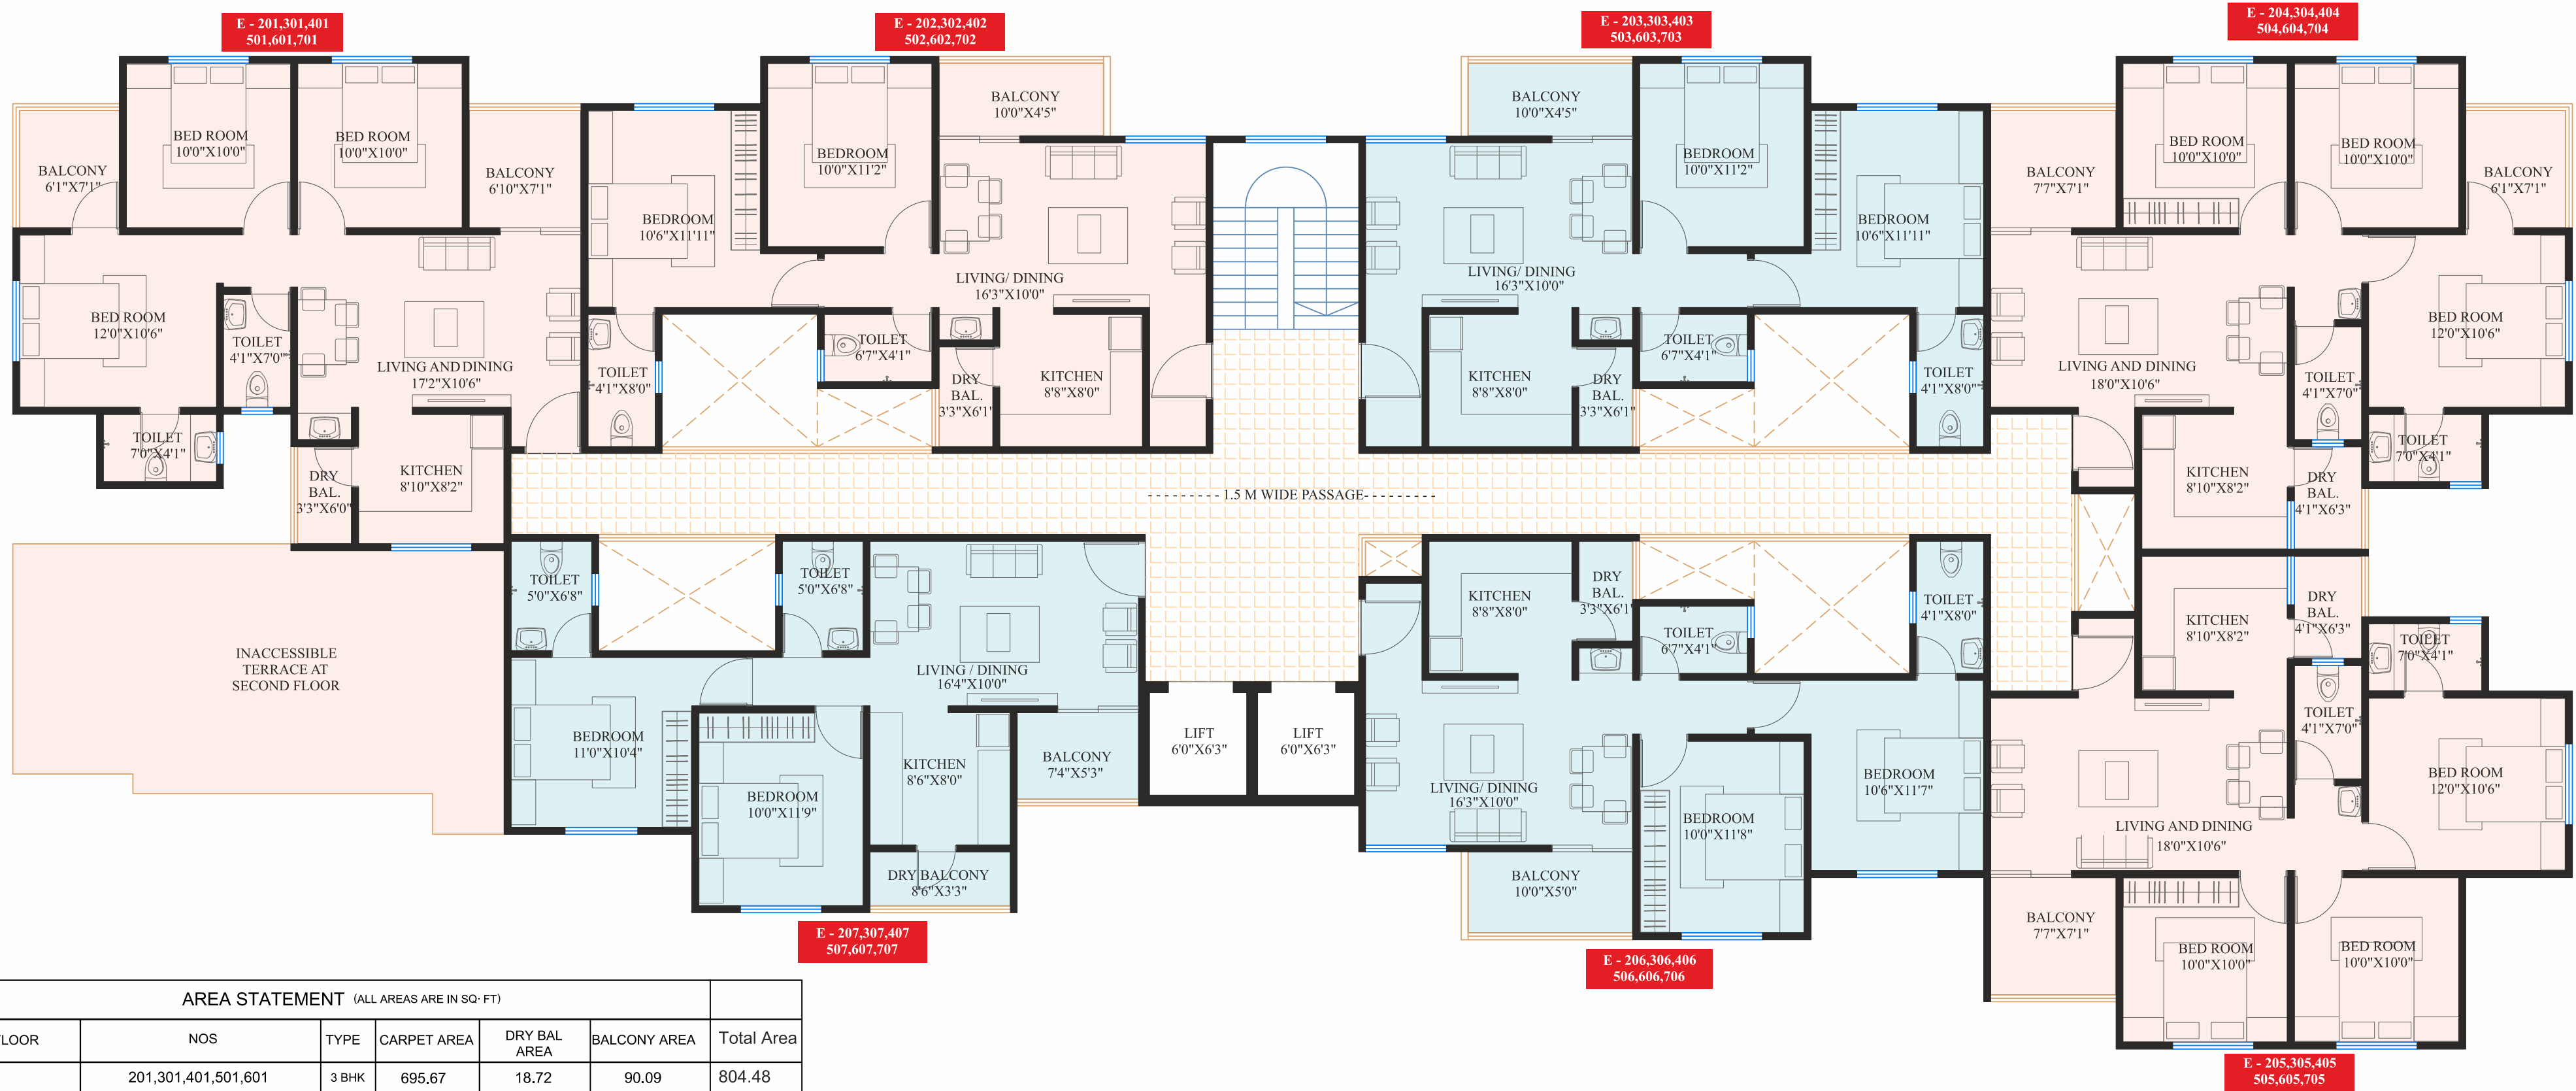 E - 201,301,401
501,601,701
E - 202,302,402
502,602,702
E - 203,303,403
503,603,703
E - 204,304,404
504,604,704
BALCONY
6'1"X7'1"
BED ROOM
10'0"X10'0"
BED ROOM
10'0"X10'0"
BALCONY
6'10"X7'1"
BED ROOM
12'0"X10'6"
TOILET
4'1"X7'0"
LIVING AND DINING
17'2"X10'6"
TOILET
7'0"X4'1"
DRY
BAL.
3'3"X6'0"
KITCHEN
8'10"X8'2"
BEDROOM
10'6"X11'11"
BEDROOM
10'0"X11'2"
BALCONY
10'0"X4'5"
LIVING/ DINING
16'3"X10'0"
TOILET
4'1"X8'0"
TOILET
6'7"X4'1"
DRY
BAL.
3'3"X6'1"
KITCHEN
8'8"X8'0"
BALCONY
10'0"X4'5"
BEDROOM
10'0"X11'2"
BEDROOM
10'6"X11'11"
LIVING/ DINING
16'3"X10'0"
KITCHEN
8'8"X8'0"
DRY
BAL.
3'3"X6'1"
TOILET
6'7"X4'1"
TOILET
4'1"X8'0"
BALCONY
7'7"X7'1"
BED ROOM
10'0"X10'0"
BED ROOM
10'0"X10'0"
BALCONY
6'1"X7'1"
LIVING AND DINING
18'0"X10'6"
BED ROOM
12'0"X10'6"
TOILET
4'1"X7'0"
TOILET
7'0"X4'1"
KITCHEN
8'10"X8'2"
DRY
BAL.
4'1"X6'3"
1.5 M WIDE PASSAGE
INACCESSIBLE
TERRACE AT
SECOND FLOOR
TOILET
5'0"X6'8"
TOILET
5'0"X6'8"
LIVING / DINING
16'4"X10'0"
BEDROOM
11'0"X10'4"
BEDROOM
10'0"X11'9"
KITCHEN
8'6"X8'0"
BALCONY
7'4"X5'3"
DRY BALCONY
8'6"X3'3"
LIFT
6'0"X6'3"
LIFT
6'0"X6'3"
KITCHEN
8'8"X8'0"
DRY
BAL.
3'3"X6'1"
TOILET
6'7"X4'1"
TOILET
4'1"X8'0"
LIVING/ DINING
16'3"X10'0"
BEDROOM
10'0"X11'8"
BEDROOM
10'6"X11'7"
BALCONY
10'0"X5'0"
KITCHEN
8'10"X8'2"
DRY
BAL.
4'1"X6'3"
TOILET
7'0"X4'1"
TOILET
4'1"X7'0"
BED ROOM
12'0"X10'6"
LIVING AND DINING
18'0"X10'6"
BALCONY
7'7"X7'1"
BED ROOM
10'0"X10'0"
BED ROOM
10'0"X10'0"
E - 207,307,407
507,607,707
E - 206,306,406
506,606,706
E - 205,305,405
505,605,705
AREA STATEMENT (ALL AREAS ARE IN SQ. FT)
LOOR NOS TYPE CARPET AREA DRY BAL AREA BALCONY AREA Total Area
201,301,401,501,601 3 BHK 695.67 18.72 90.09 804.48